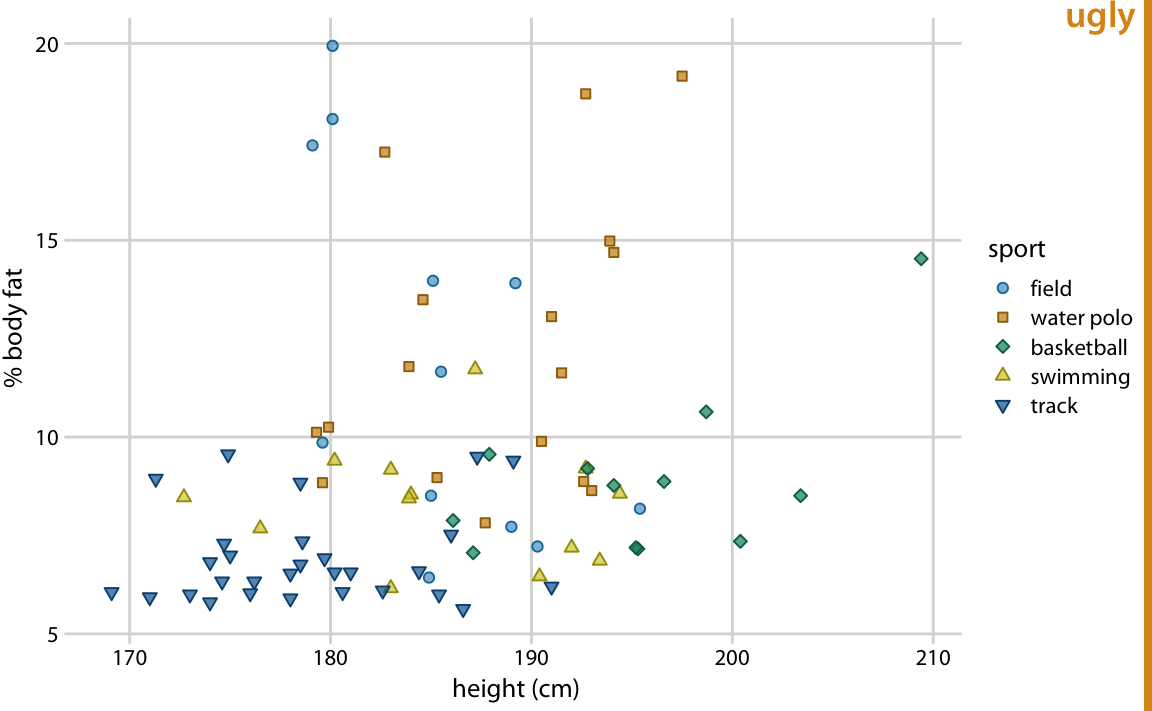 ugly
20
15
10
5
% body fat
170
180
190
200
210
height (cm)
sport
field
water polo
basketball
swimming
track